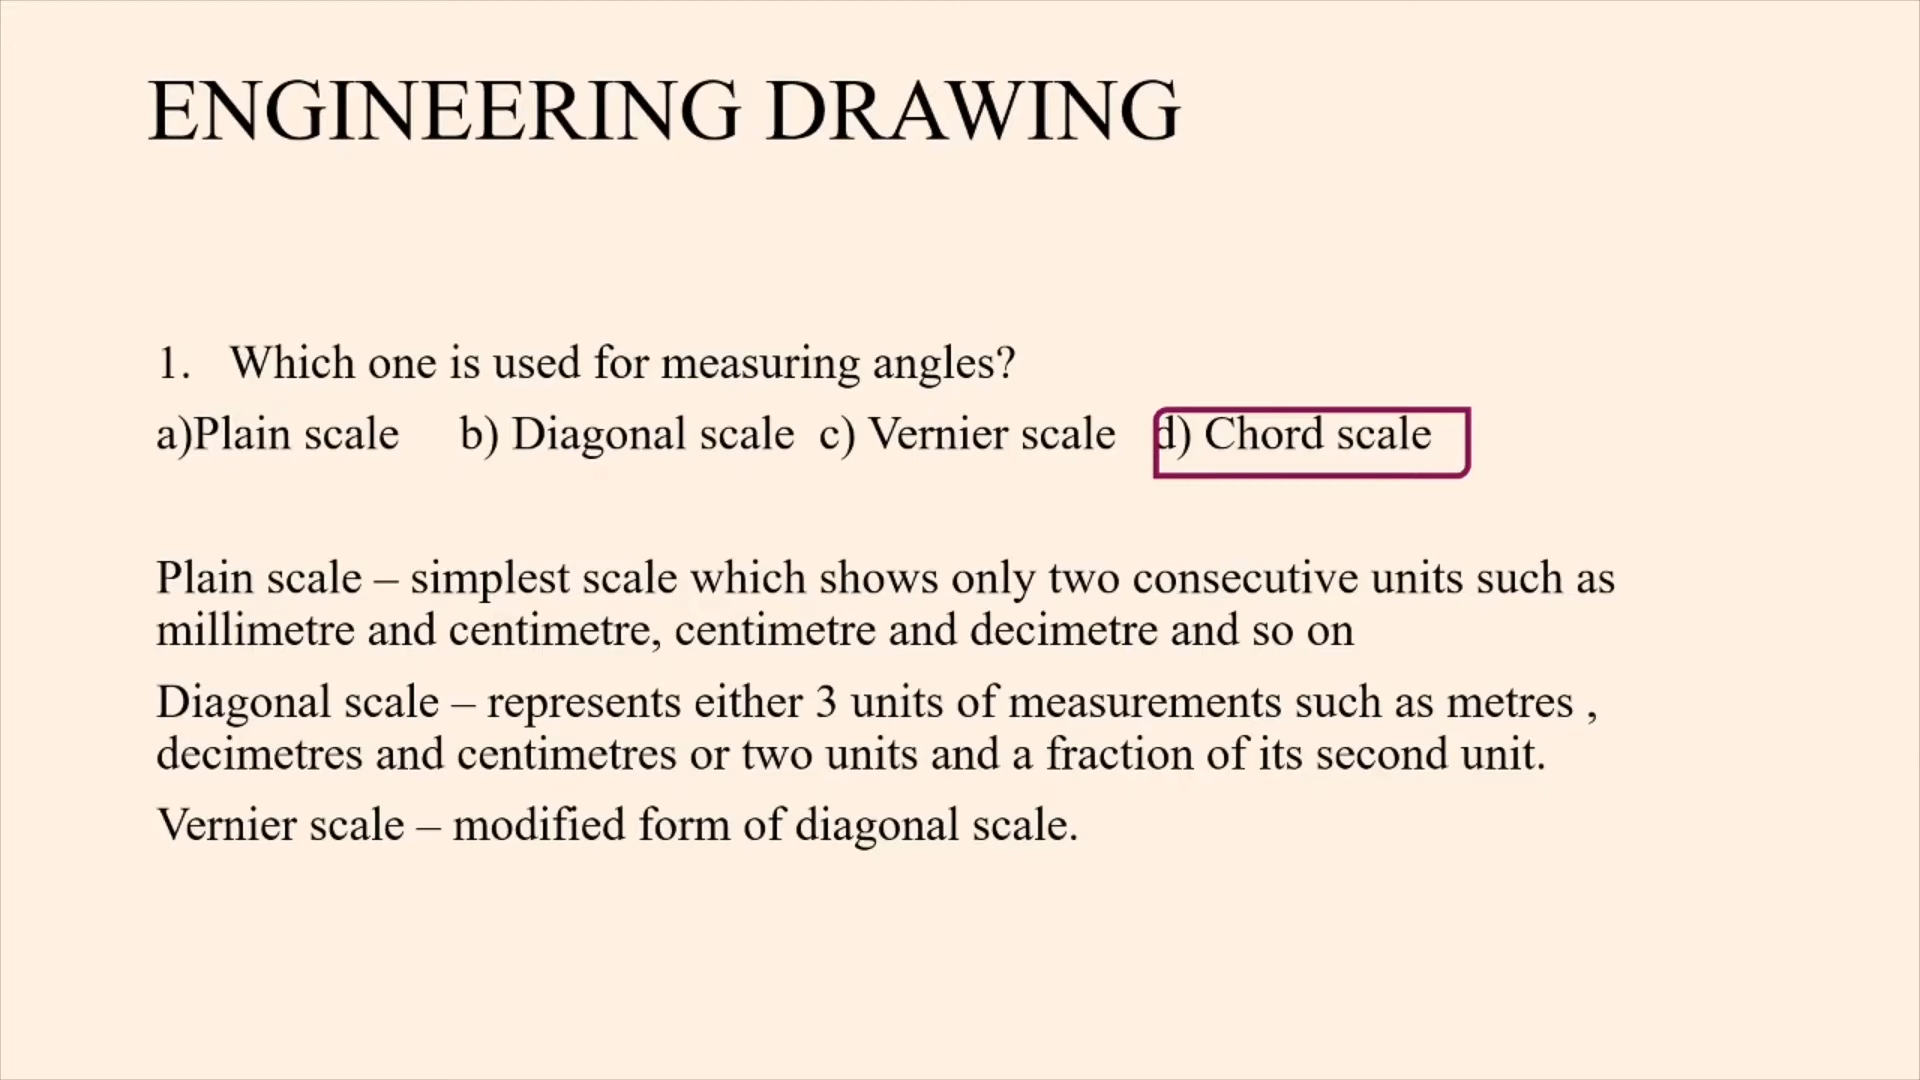 ENGINEERING DRAWING
1. Which one is used for measuring angles?
a)Plain scale b) Diagonal scale c) Vernier scale d) Chord scale
Plain scale – simplest scale which shows only two consecutive units such as
millimetre and centimetre, centimetre and decimetre and so on
Diagonal scale – represents either 3 units of measurements such as metres ,
decimetres and centimetres or two units and a fraction of its second unit.
Vernier scale – modified form of diagonal scale.